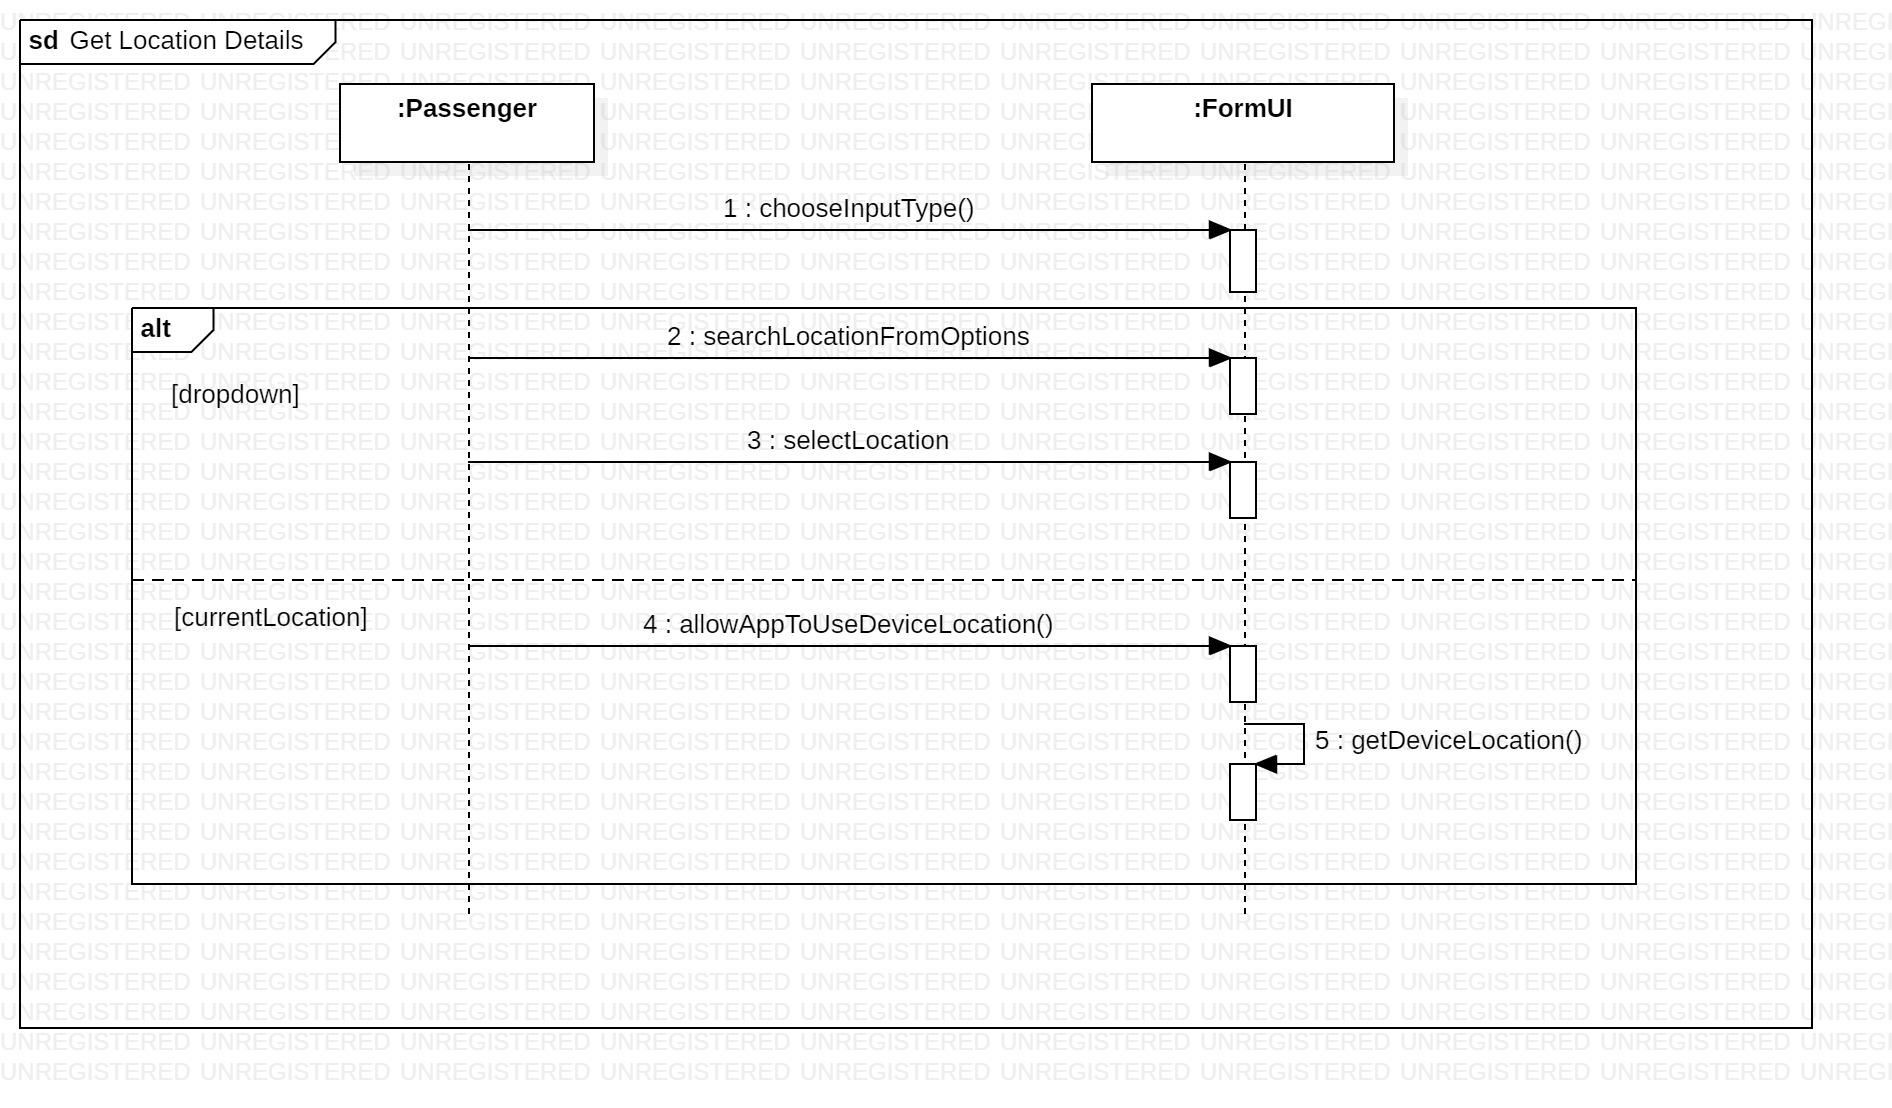 sd Get Location Details
:Passenger
:FormUI
1 : chooseInputType()
alt
2 : searchLocationFromOptions
[dropdown]
3 : selectLocation
[currentLocation]
4 : allowAppToUseDeviceLocation()
5 : getDeviceLocation()
UNREGISTERED